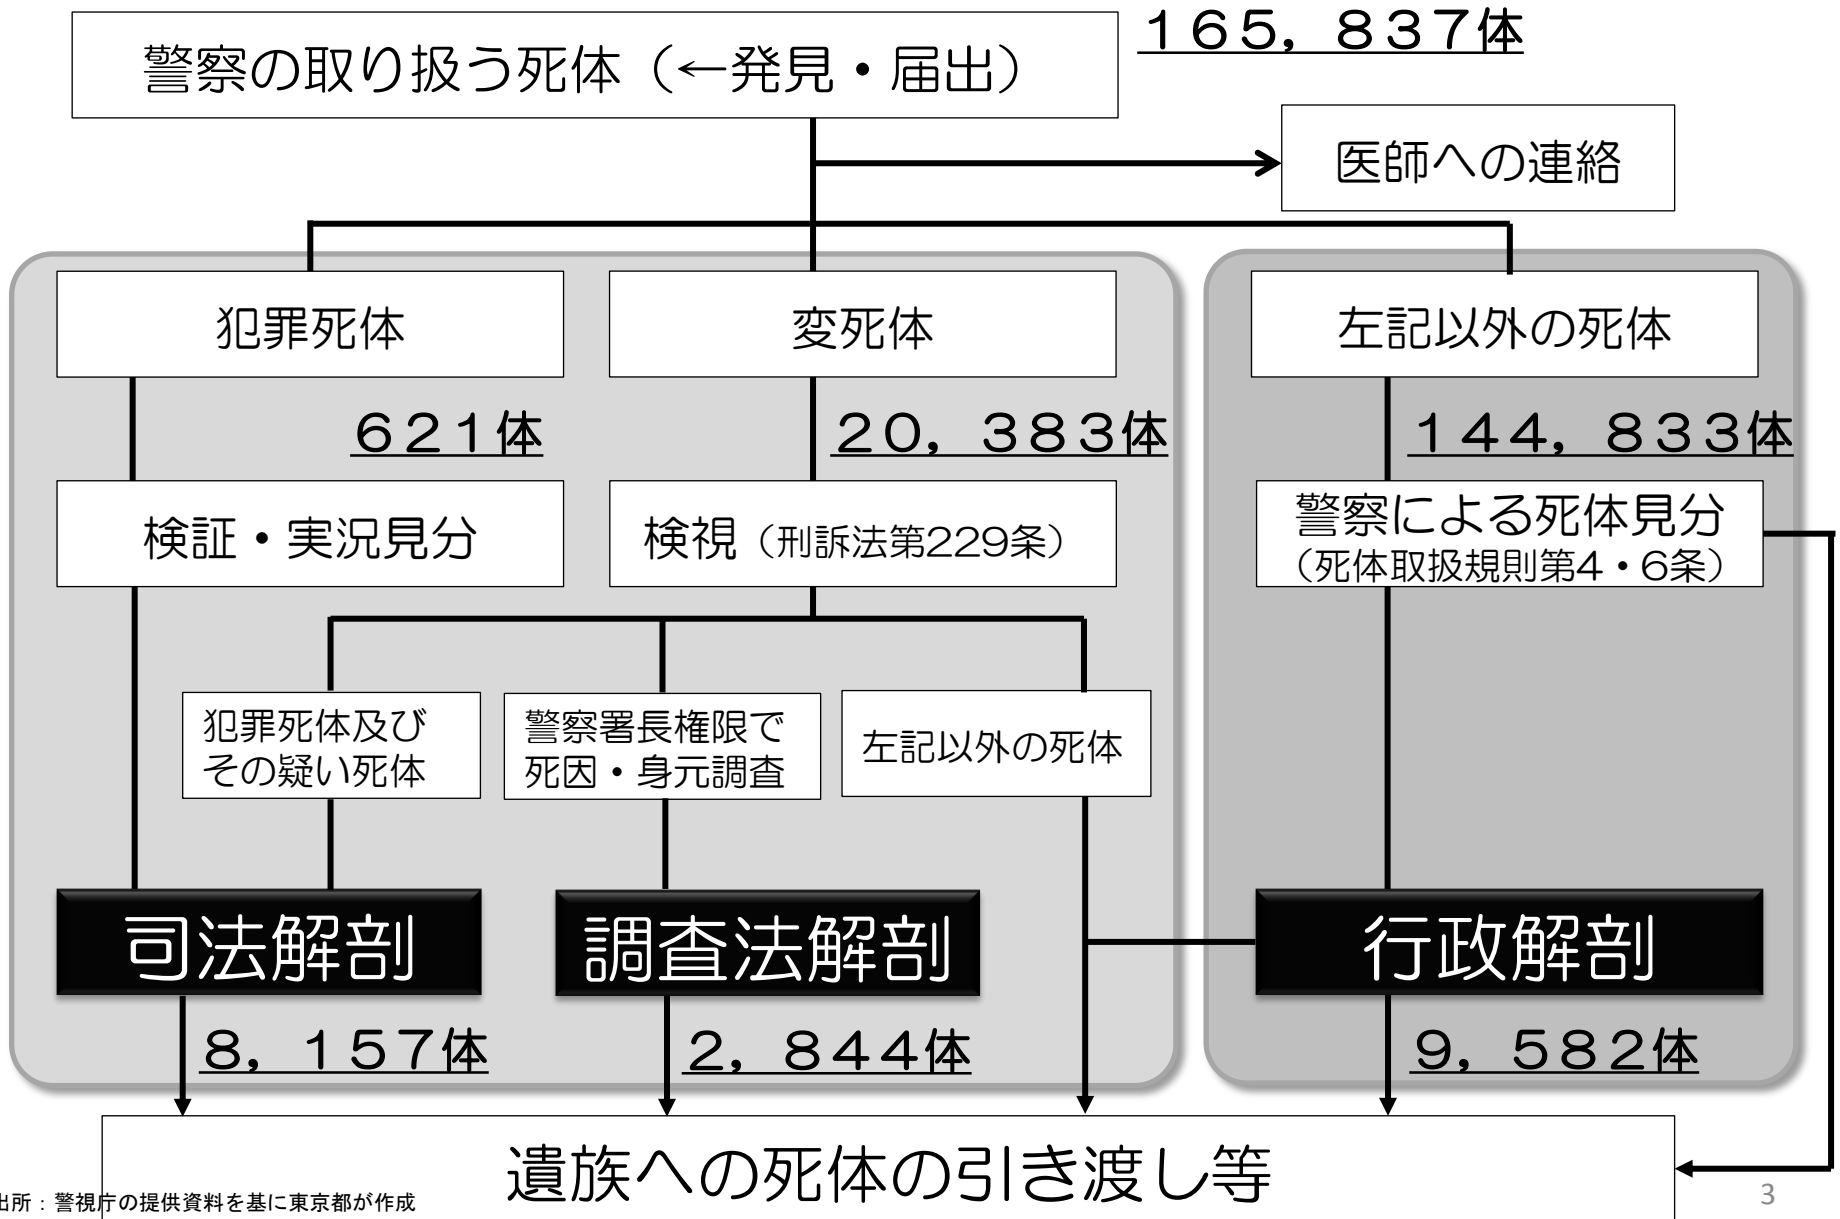 警察の取り扱う死体（←発見・届出）
１６５，８３７体
医師への連絡
犯罪死体
変死体
左記以外の死体
６２１体
２０，３８３体
１４４，８３３体
検証・実況見分
検視（刑訴法第229条）
警察による死体見分
（死体取扱規則第4・6条）
犯罪死体及び
その疑い死体
警察署長権限で
死因・身元調査
左記以外の死体
司法解剖
調査法解剖
行政解剖
８，１５７体
２，８４４体
９，５８２体
遺族への死体の引き渡し等
出所：警視庁の提供資料を基に東京都が作成
3